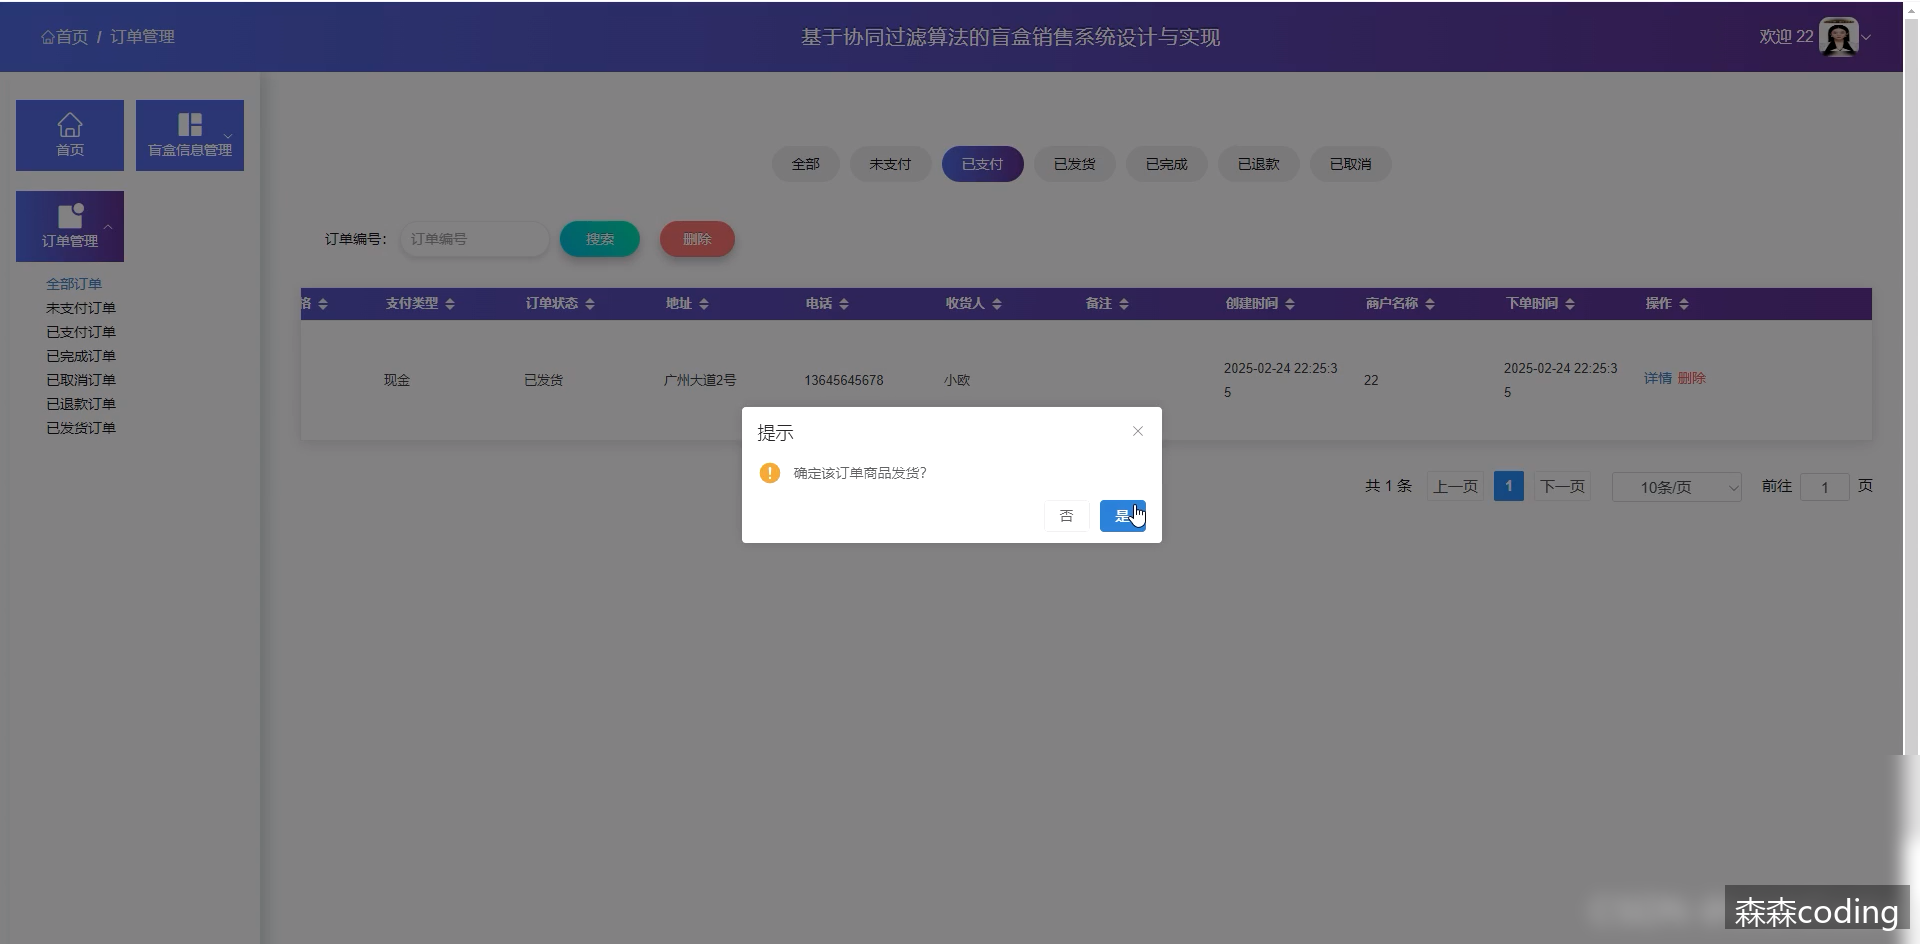 首页 / 订单管理
基于协同过滤算法的盲盒销售系统设计与实现
欢迎 22
首页
盲盒信息管理
订单管理
全部订单
未支付订单
已支付订单
已完成订单
已取消订单
已退款订单
已发货订单
全部 未支付 已支付 已发货 已完成 已退款 已取消
订单编号： 订单编号 搜索 删除
格 支付类型 订单状态 地址 电话 收货人 备注 创建时间 商户名称 下单时间 操作
现金 已发货 广州大道2号 13645645678 小欧 2025-02-24 22:25:35 22 2025-02-24 22:25:35 详情 删除
提示
确定该订单商品发货？
否 是
共 1 条 上一页 1 下一页 10条/页 前往 1 页
森森coding